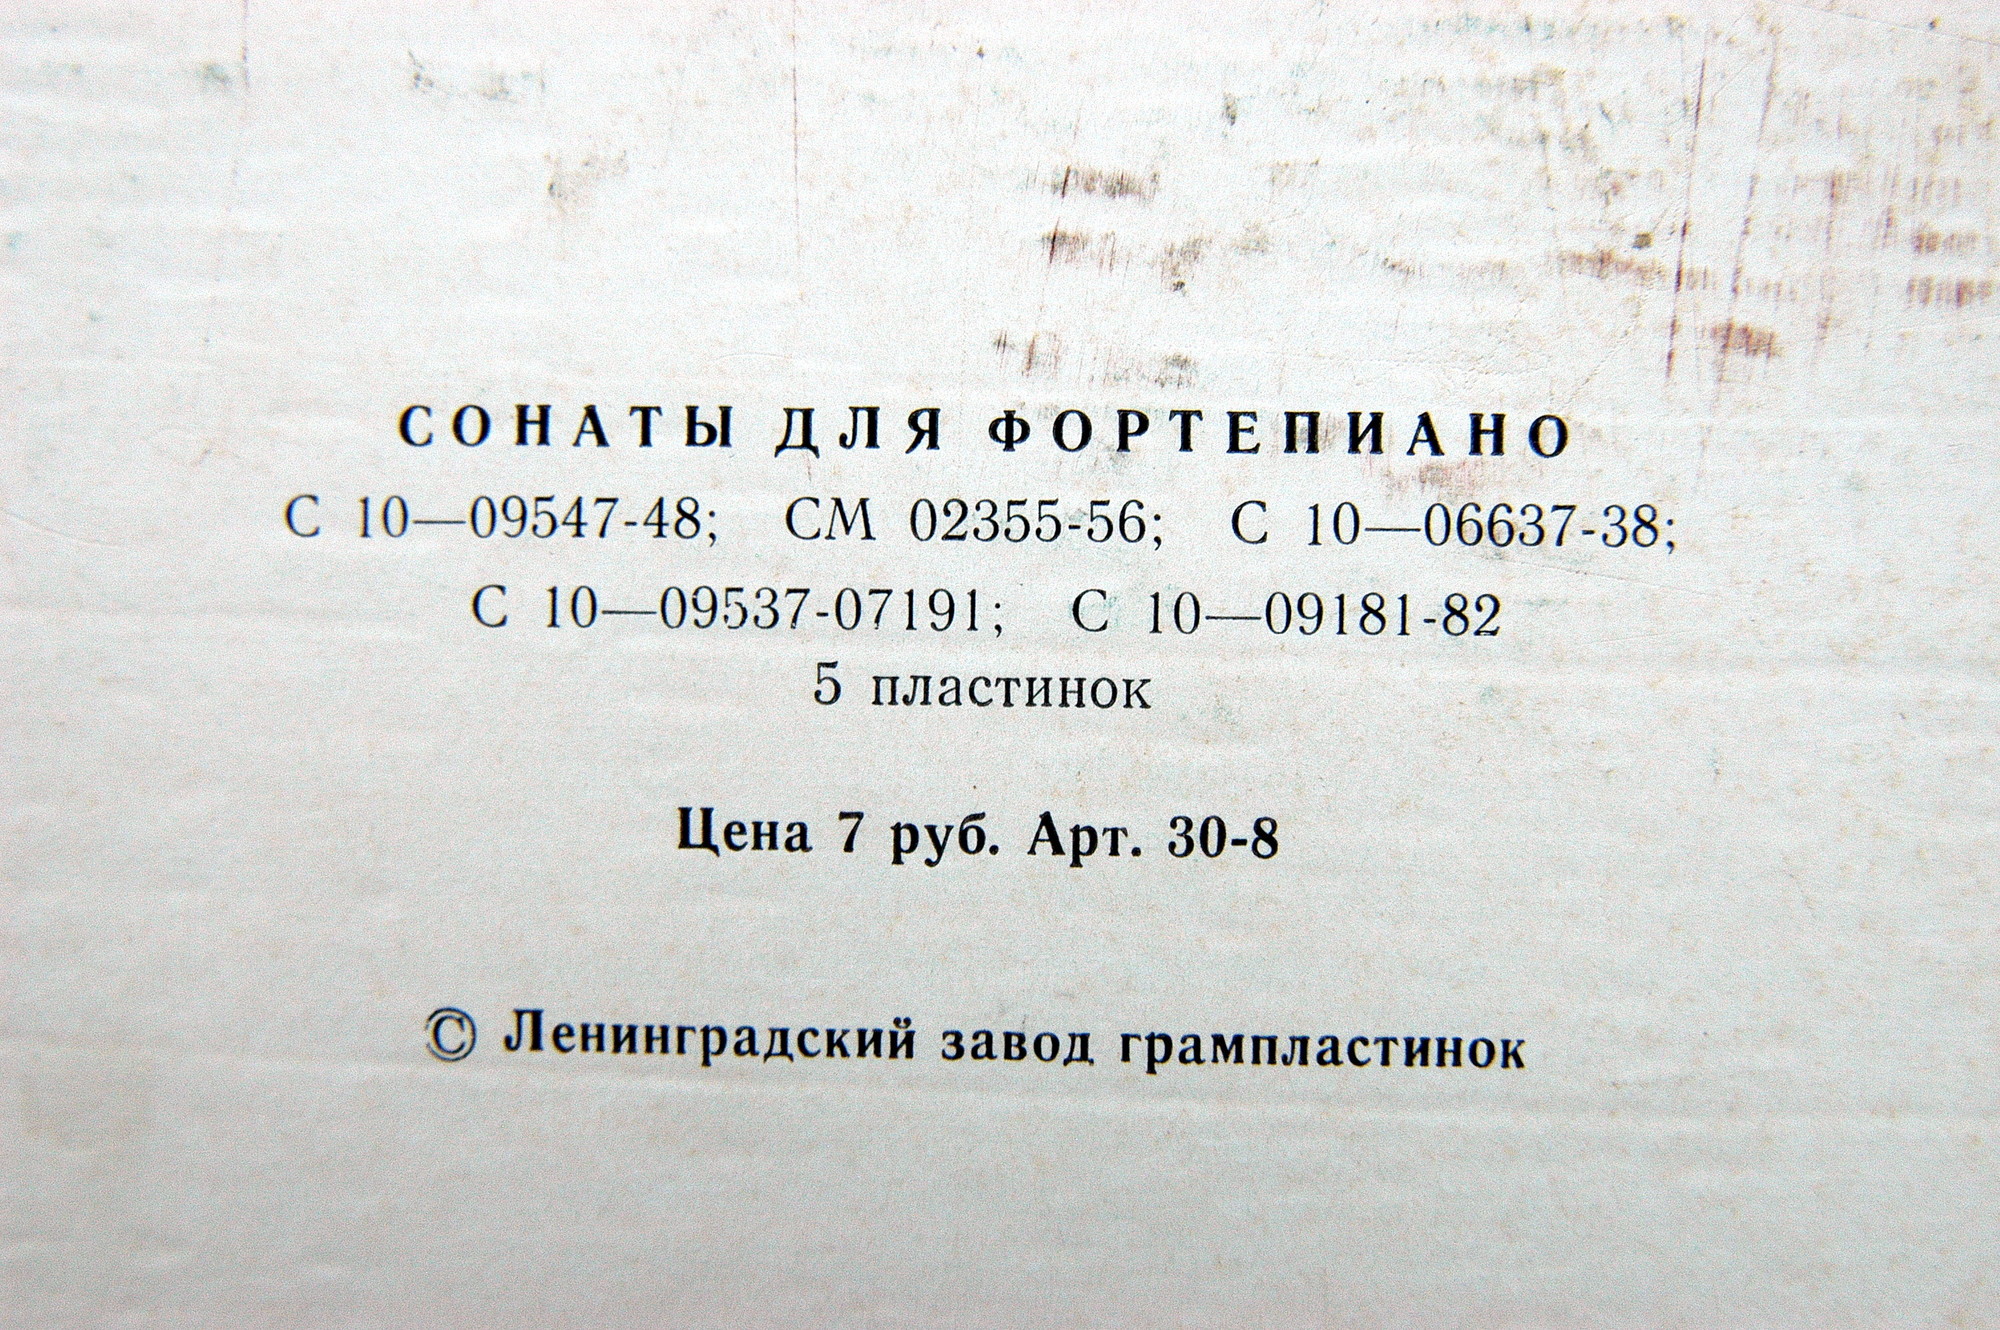 СОНАТЫ ДЛЯ ФОРТЕПИАНО
С 10—09547-48; СМ 02355-56; С 10—06637-38;
С 10—09537-07191; С 10—09181-82
5 пластинок
Цена 7 руб. Арт. 30-8
© Ленинградский завод грампластинок